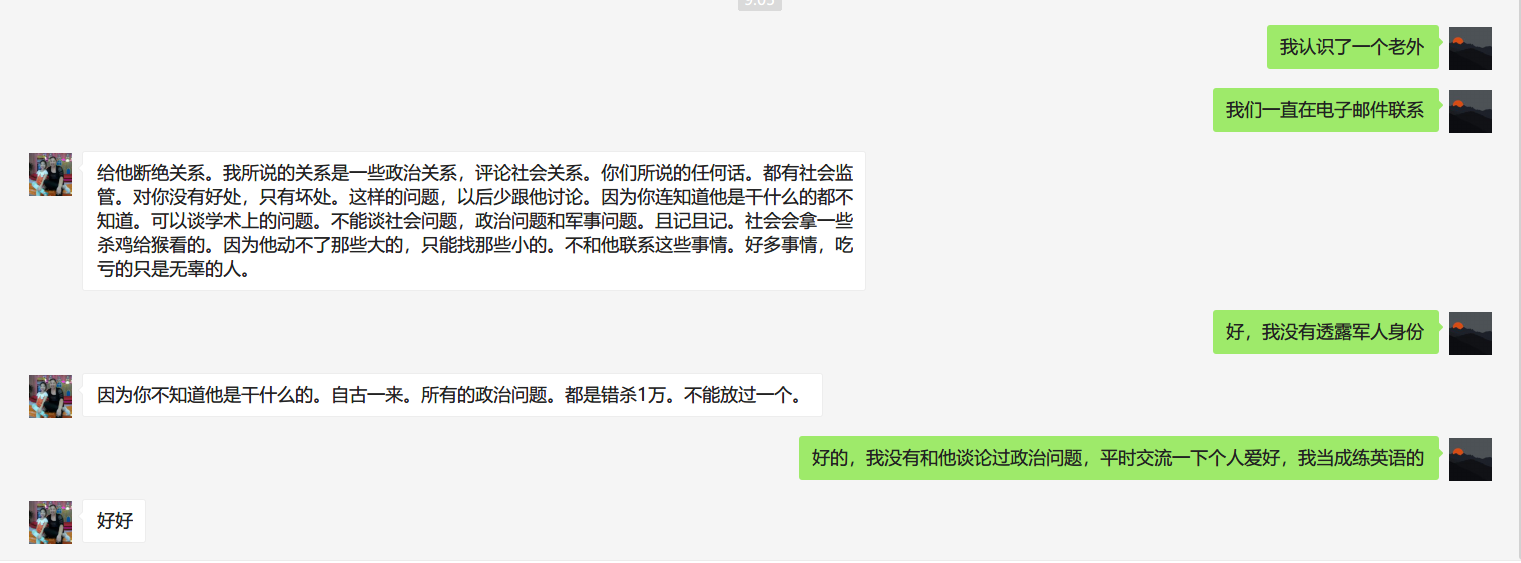 9:05
我认识了一个老外
我们一直在电子邮件联系
给他断绝关系。我所说的关系是一些政治关系，评论社会关系。你们所说的任何话。都有社会监
管。对你没有好处，只有坏处。这样的问题，以后少跟他讨论。因为你连知道他是干什么的都不
知道。可以谈学术上的问题。不能谈社会问题，政治问题和军事问题。且记且记。社会会拿一些
杀鸡给猴看的。因为他动不了那些大的，只能找那些小的。不和他联系这些事情。好多事情，吃
亏的只是无辜的人。
好，我没有透露军人身份
因为你不知道他是干什么的。自古一来。所有的政治问题。都是错杀1万。不能放过一个。
好的，我没有和他谈论过政治问题，平时交流一下个人爱好，我当成练英语的
好好